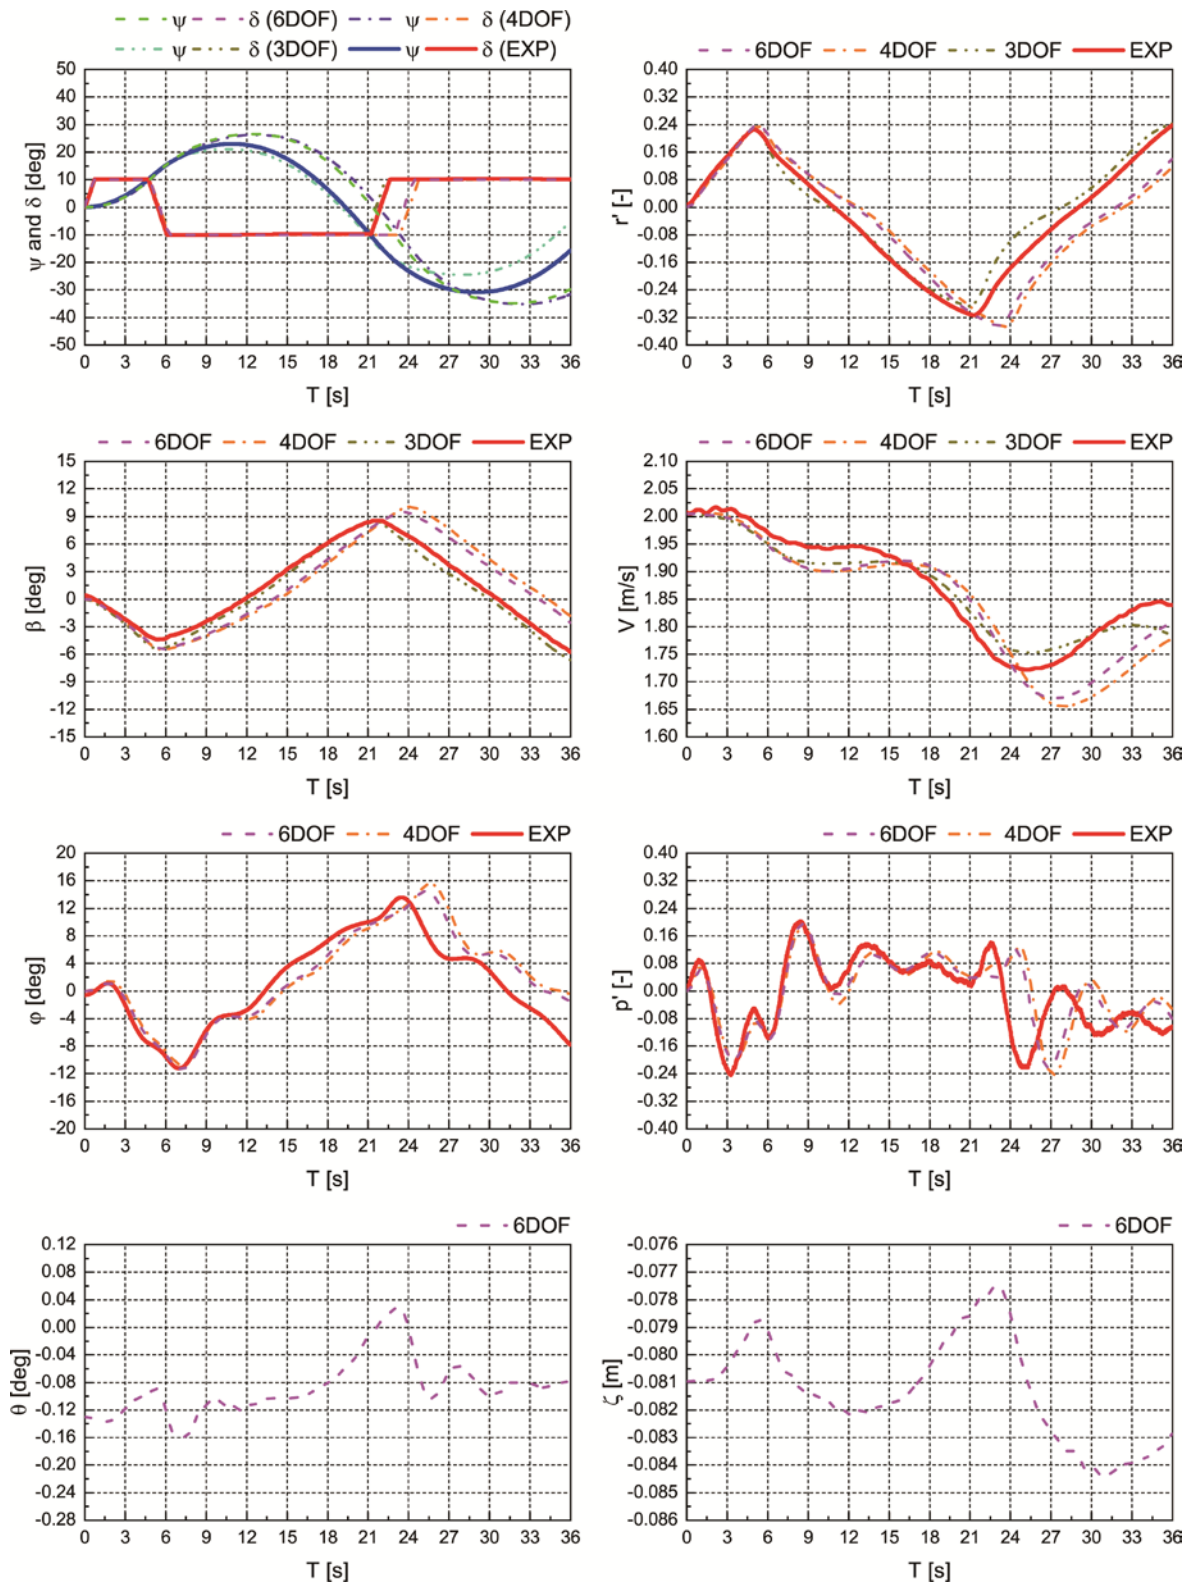 ψ δ (6DOF) ψ δ (4DOF)
ψ δ (3DOF) ψ δ (EXP)
50
40
30
20
10
0
-10
-20
-30
-40
-50
ψ and δ [deg]
0 3 6 9 12 15 18 21 24 27 30 33 36
T [s]
6DOF 4DOF 3DOF EXP
0.40
0.32
0.24
0.16
0.08
0.00
-0.08
-0.16
-0.24
-0.32
-0.40
r' [-]
0 3 6 9 12 15 18 21 24 27 30 33 36
T [s]
6DOF 4DOF 3DOF EXP
15
12
9
6
3
0
-3
-6
-9
-12
-15
β [deg]
0 3 6 9 12 15 18 21 24 27 30 33 36
T [s]
6DOF 4DOF 3DOF EXP
2.10
2.05
2.00
1.95
1.90
1.85
1.80
1.75
1.70
1.65
1.60
V [m/s]
0 3 6 9 12 15 18 21 24 27 30 33 36
T [s]
6DOF 4DOF EXP
20
16
12
8
4
0
-4
-8
-12
-16
-20
φ [deg]
0 3 6 9 12 15 18 21 24 27 30 33 36
T [s]
6DOF 4DOF EXP
0.40
0.32
0.24
0.16
0.08
0.00
-0.08
-0.16
-0.24
-0.32
-0.40
p' [-]
0 3 6 9 12 15 18 21 24 27 30 33 36
T [s]
6DOF
0.12
0.08
0.04
0.00
-0.04
-0.08
-0.12
-0.16
-0.20
-0.24
-0.28
θ [deg]
0 3 6 9 12 15 18 21 24 27 30 33 36
T [s]
6DOF
-0.076
-0.077
-0.078
-0.079
-0.080
-0.081
-0.082
-0.083
-0.084
-0.085
-0.086
ζ [m]
0 3 6 9 12 15 18 21 24 27 30 33 36
T [s]